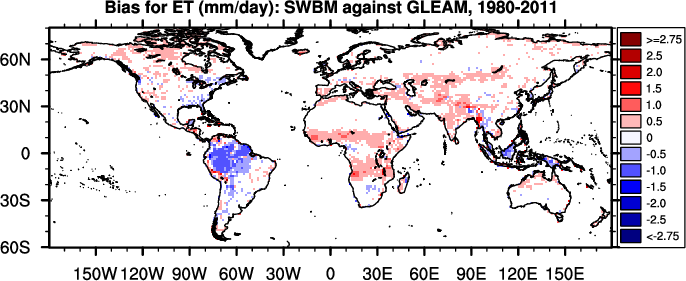 Bias for ET (mm/day): SWBM against GLEAM, 1980-2011
60N
30N
0
30S
60S
150W 120W 90W 60W 30W 0 30E 60E 90E 120E 150E
>=2.75
2.5
2.0
1.5
1.0
0.5
0
-0.5
-1.0
-1.5
-2.0
-2.5
<-2.75